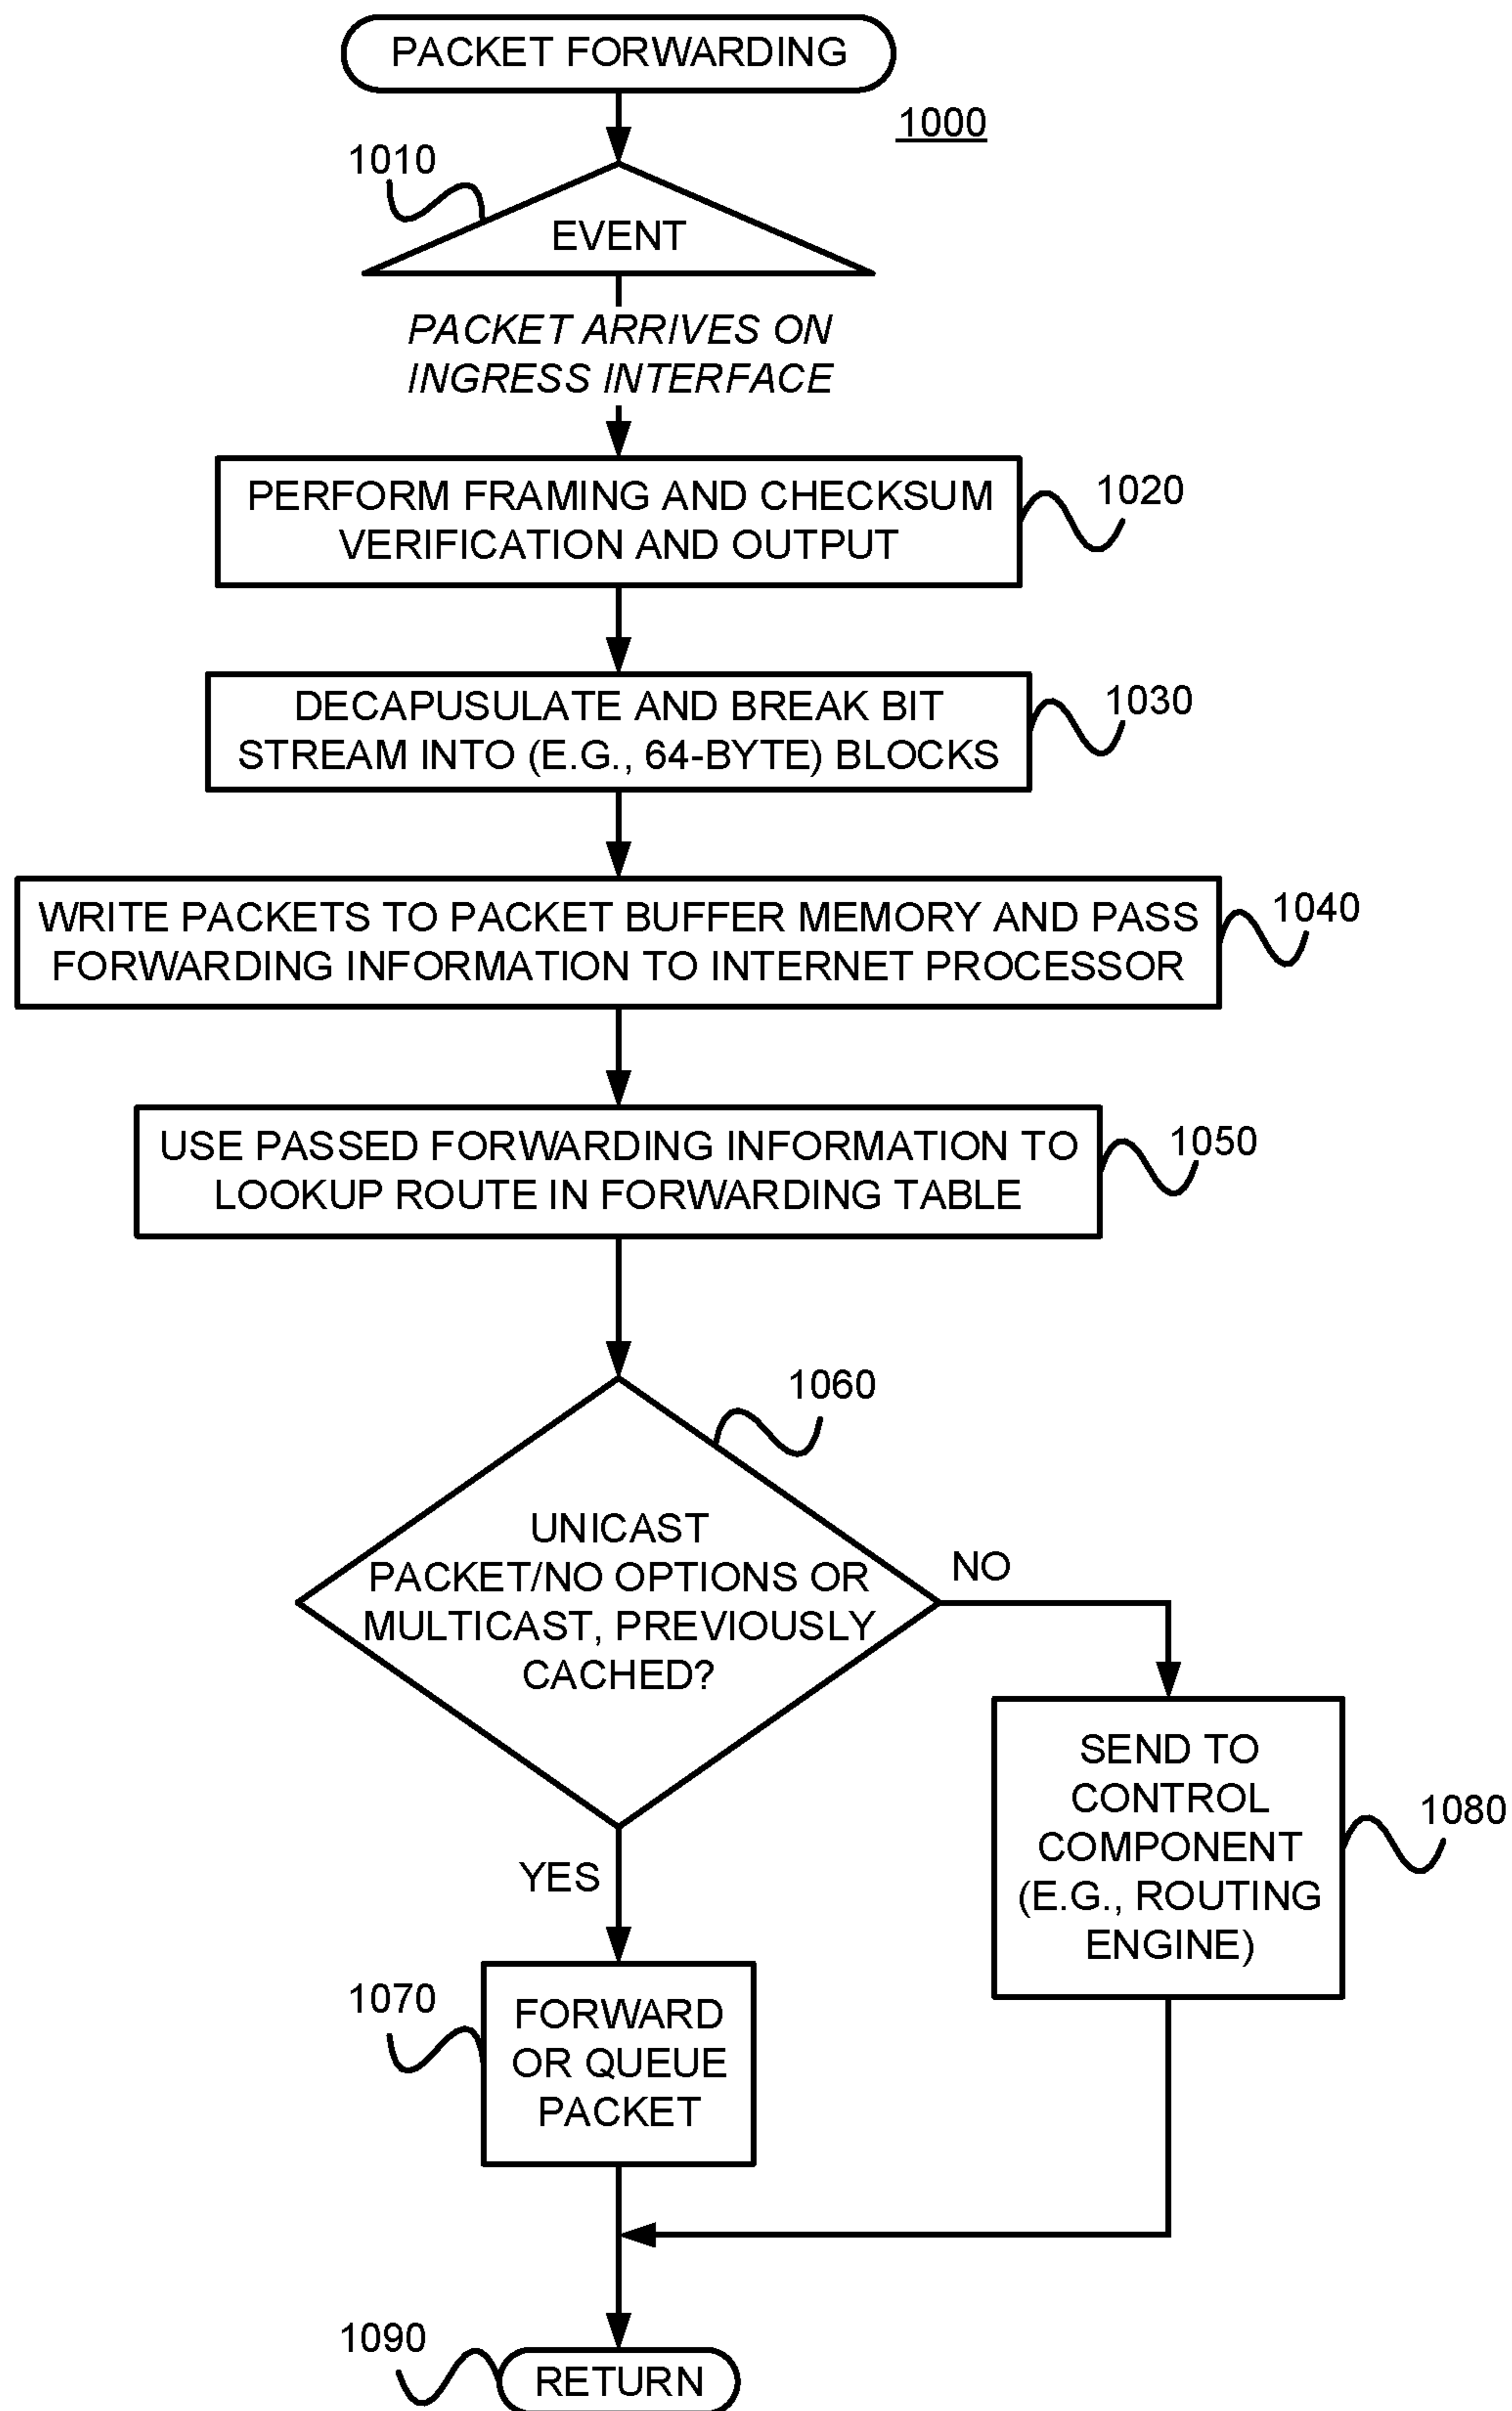 PACKET FORWARDING
1000
1010
EVENT
PACKET ARRIVES ON
INGRESS INTERFACE
PERFORM FRAMING AND CHECKSUM
VERIFICATION AND OUTPUT
1020
DECAPUSULATE AND BREAK BIT
STREAM INTO (E.G., 64-BYTE) BLOCKS
1030
WRITE PACKETS TO PACKET BUFFER MEMORY AND PASS
FORWARDING INFORMATION TO INTERNET PROCESSOR
1040
USE PASSED FORWARDING INFORMATION TO
LOOKUP ROUTE IN FORWARDING TABLE
1050
1060
UNICAST
PACKET/NO OPTIONS OR
MULTICAST, PREVIOUSLY
CACHED?
NO
SEND TO
CONTROL
COMPONENT
(E.G., ROUTING
ENGINE)
1080
YES
1070
FORWARD
OR QUEUE
PACKET
1090
RETURN